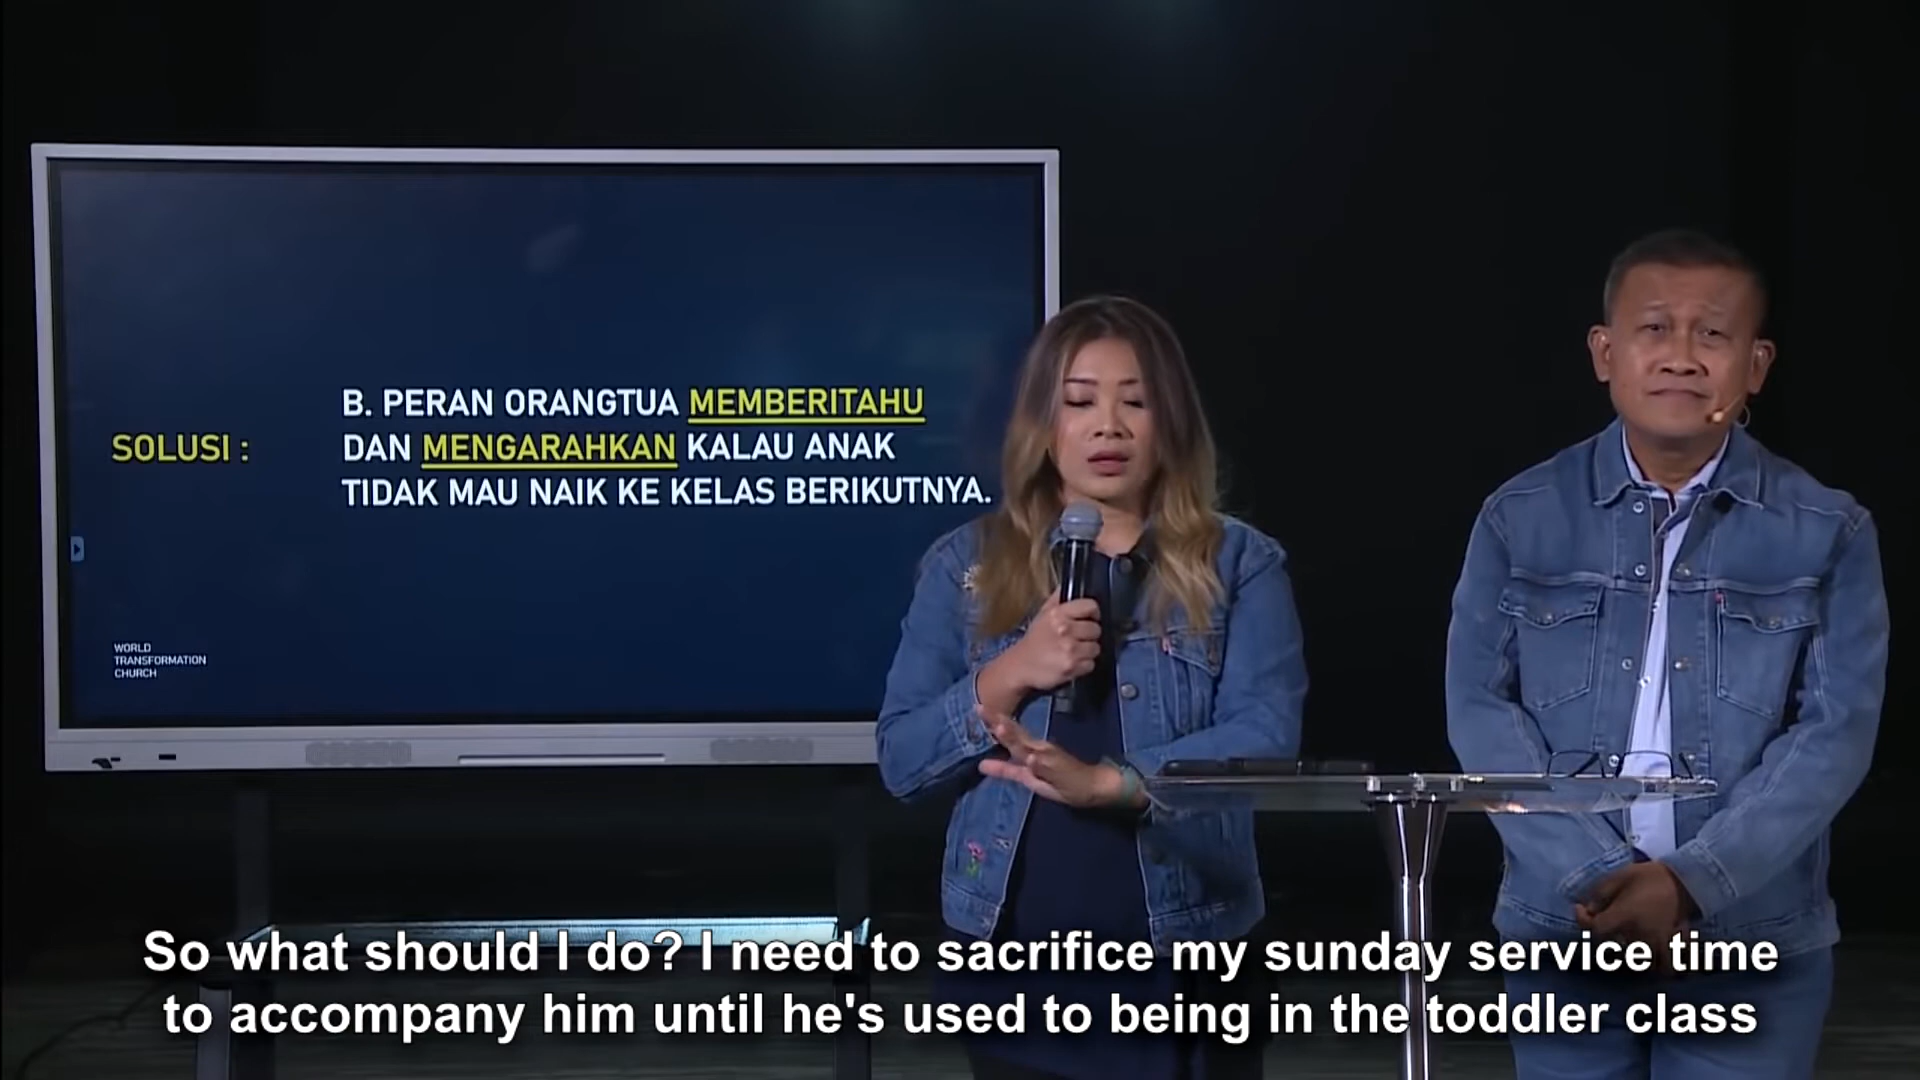 B. PERAN ORANGTUA MEMBERITAHU
SOLUSI : DAN MENGARAHKAN KALAU ANAK
TIDAK MAU NAIK KE KELAS BERIKUTNYA.
WORLD
TRANSFORMATION
CHURCH
So what should I do? I need to sacrifice my sunday service time
to accompany him until he's used to being in the toddler class